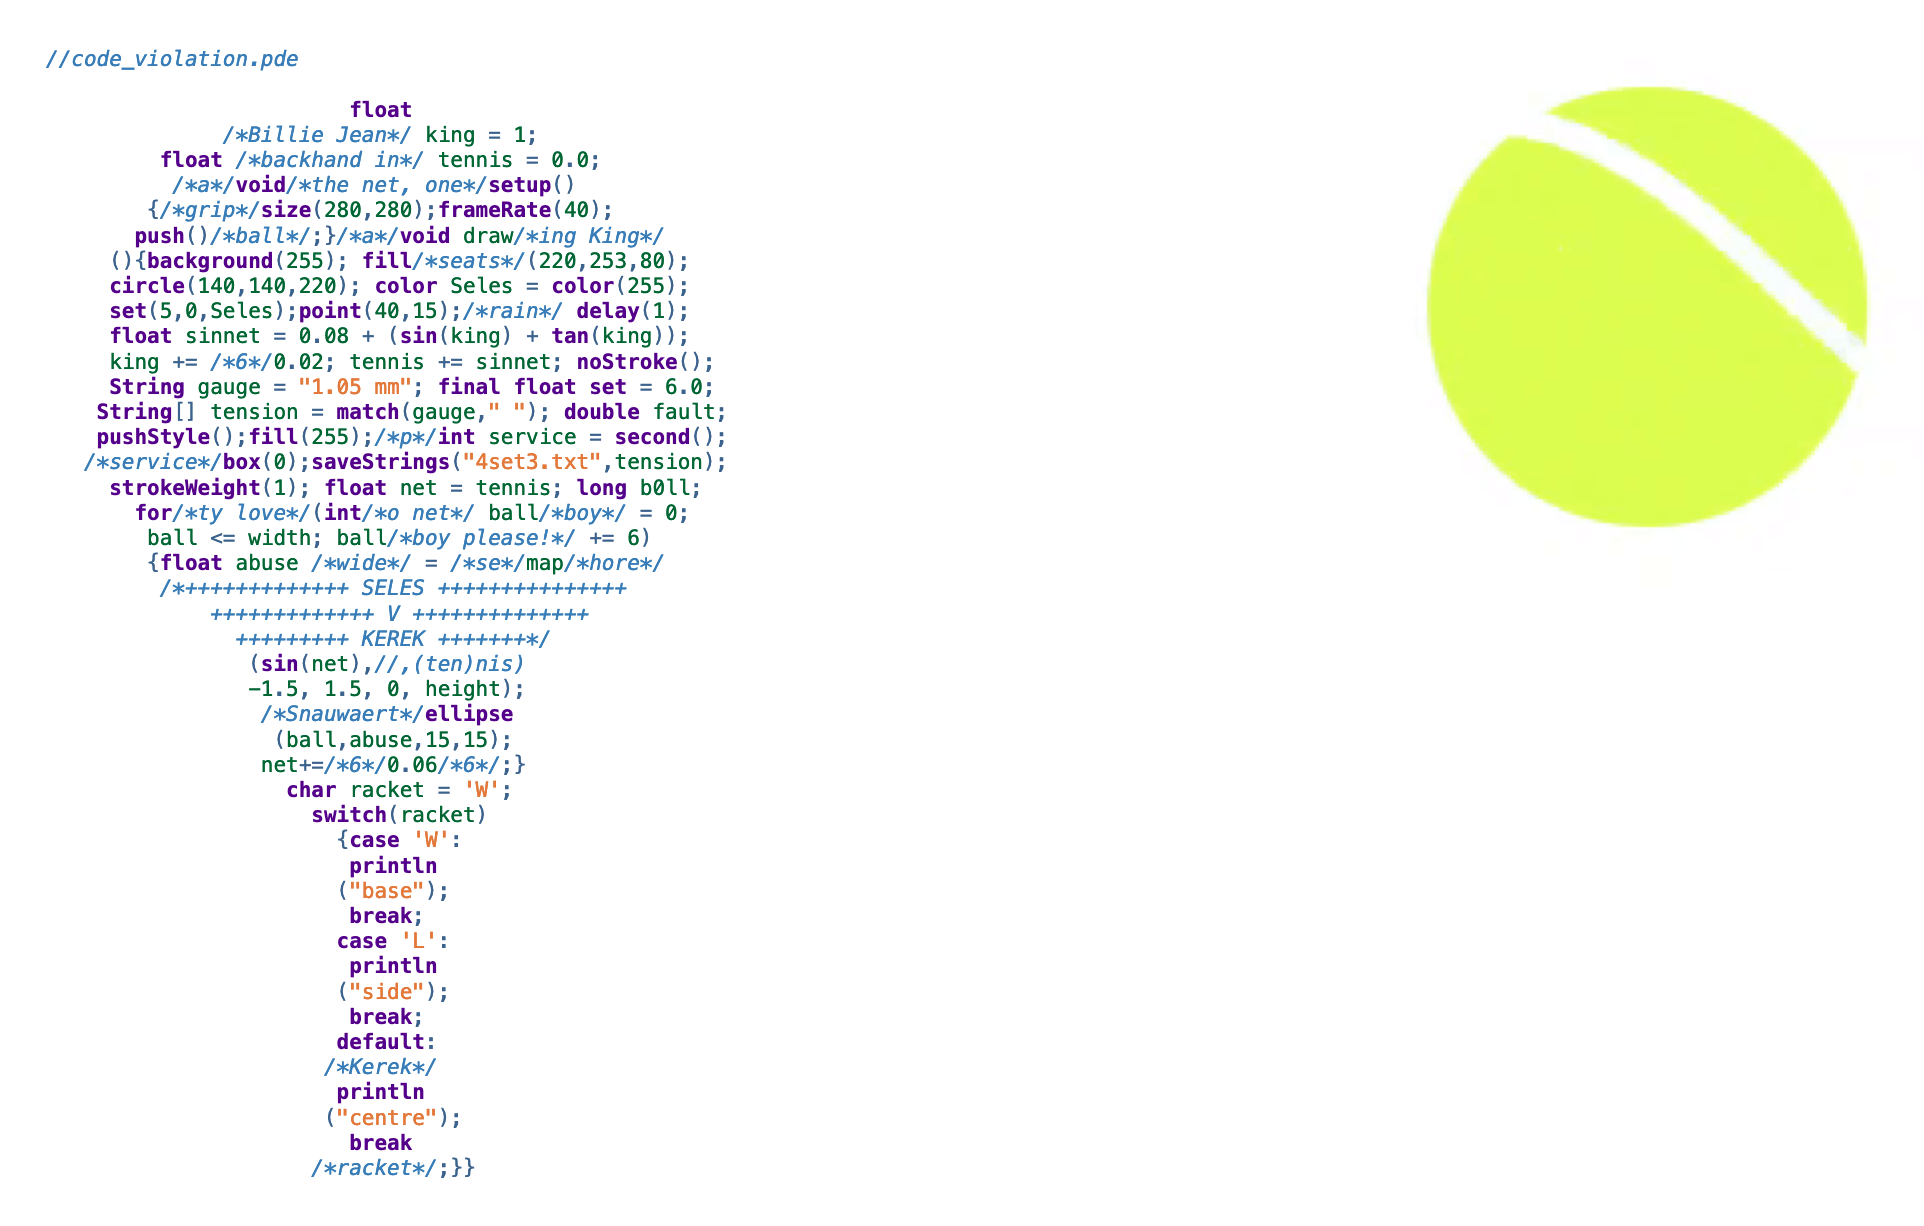 //code_violation.pde
float
/*Billie Jean*/ king = 1;
float /*backhand in*/ tennis = 0.0;
/*a*/void/*the net, one*/setup()
{/*grip*/size(280,280);frameRate(40);
push()/*ball*/;}/*a*/void draw/*ing King*/
(){background(255); fill/*seats*/(220,253,80);
circle(140,140,220); color Seles = color(255);
set(5,0,Seles);point(40,15);/*rain*/ delay(1);
float sinnet = 0.08 + (sin(king) + tan(king));
king += /*6*/0.02; tennis += sinnet; noStroke();
String gauge = "1.05 mm"; final float set = 6.0;
String[] tension = match(gauge," "); double fault;
pushStyle();fill(255);/*p*/int service = second();
/*service*/box(0);saveStrings("4set3.txt",tension);
strokeWeight(1); float net = tennis; long b0ll;
for/*ty love*/(int/*o net*/ ball/*boy*/ = 0;
ball <= width; ball/*boy please!*/ += 6)
{float abuse /*wide*/ = /*se*/map/*hore*/
/*+++++++++++++ SELES +++++++++++++++
+++++++++++++ V ++++++++++++++
+++++++++ KEREK +++++++*/
(sin(net),//,(ten)nis)
-1.5, 1.5, 0, height);
/*Snauwaert*/ellipse
(ball,abuse,15,15);
net+=/*6*/0.06/*6*/;}
char racket = 'W';
switch(racket)
{case 'W':
println
("base");
break;
case 'L':
println
("side");
break;
default:
/*Kerek*/
println
("centre");
break
/*racket*/;}}